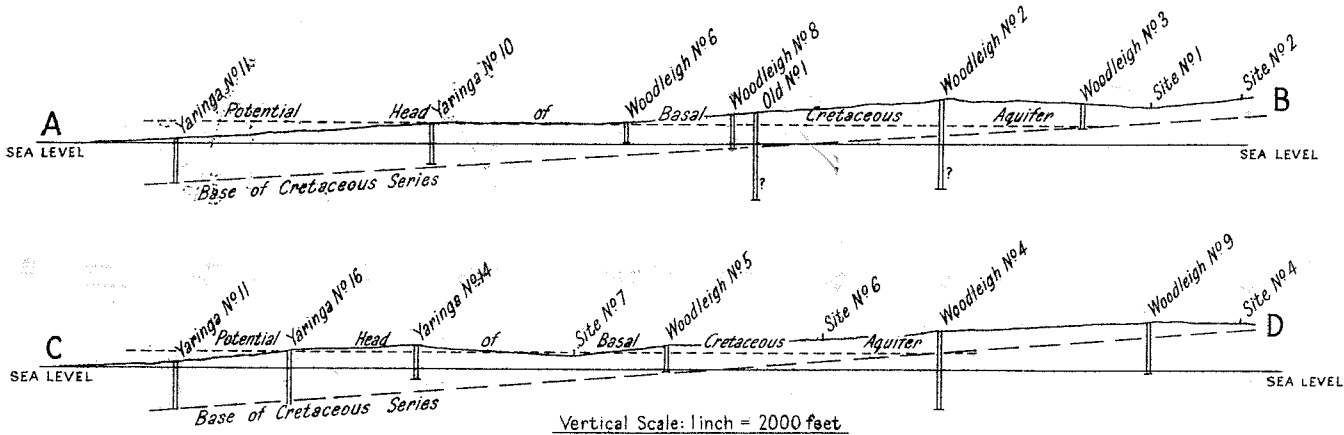 Yaringa Nº 11
Yaringa Nº 10
Woodleigh Nº 6
Woodleigh Nº 8
Old Nº 1
Woodleigh Nº 2
Woodleigh Nº 3
Site Nº 1
Site Nº 2
A
Potential Head of Basal Cretaceous Aquifer
B
SEA LEVEL
SEA LEVEL
Base of Cretaceous Series
?
?
Yaringa Nº 11
Yaringa Nº 16
Yaringa Nº 14
Site Nº 7
Woodleigh Nº 5
Site Nº 6
Woodleigh Nº 4
Woodleigh Nº 9
Site Nº 4
C
Potential Head of Basal Cretaceous Aquifer
D
SEA LEVEL
SEA LEVEL
Base of Cretaceous Series
Vertical Scale: 1 inch = 2000 feet